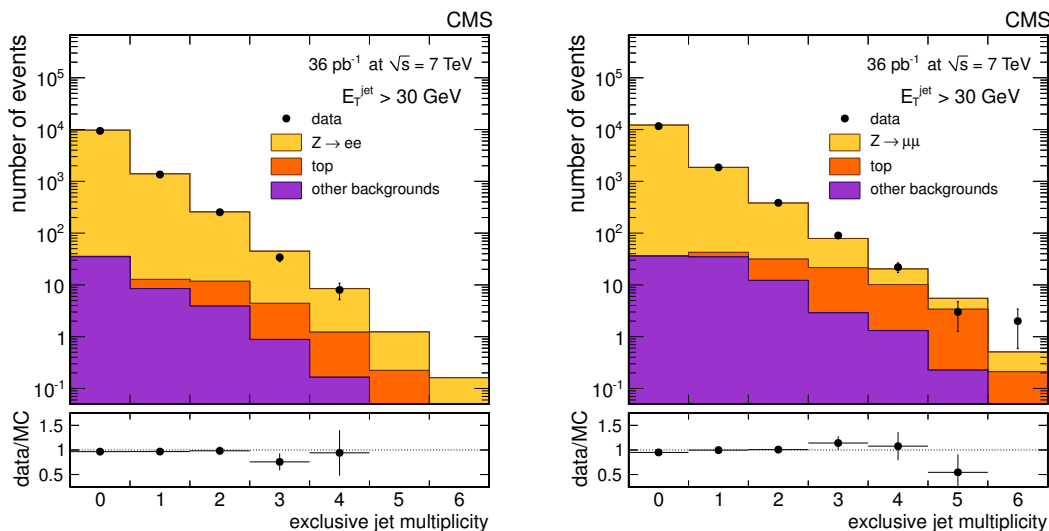 CMS
number of events
10⁵
10⁴
10³
10²
10
1
10⁻¹
36 pb⁻¹ at √s = 7 TeV
E_T^jet > 30 GeV
data
Z → ee
top
other backgrounds
data/MC
1.5
1
0.5
0 1 2 3 4 5 6
exclusive jet multiplicity
CMS
number of events
10⁵
10⁴
10³
10²
10
1
10⁻¹
36 pb⁻¹ at √s = 7 TeV
E_T^jet > 30 GeV
data
Z → μμ
top
other backgrounds
data/MC
1.5
1
0.5
0 1 2 3 4 5 6
exclusive jet multiplicity